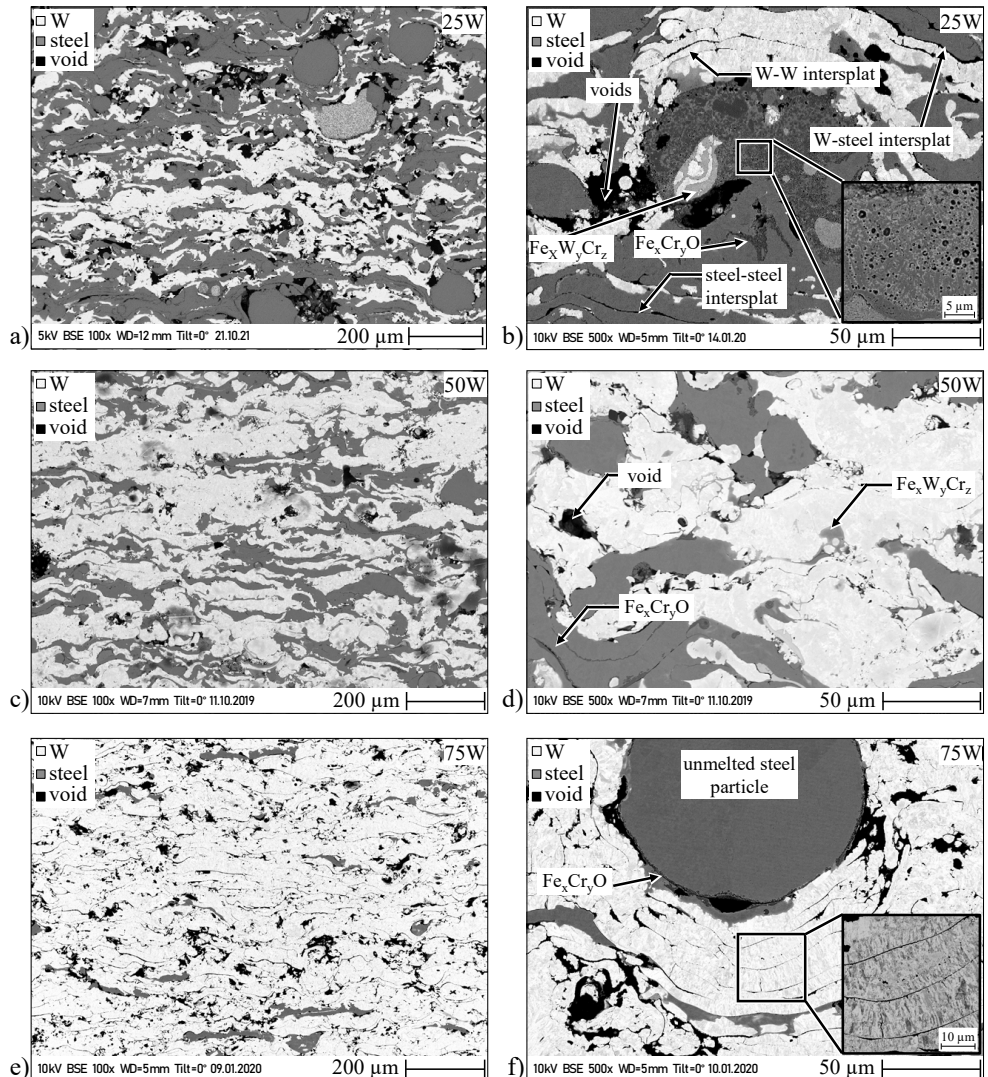 W
steel
void
25W
a)
5kV BSE 100x WD=12 mm Tilt=0° 21.10.21
200 µm
W
steel
void
25W
W-W intersplat
voids
W-steel intersplat
FeXWyCrz
FexCryO
steel-steel
intersplat
5 µm
b)
10kV BSE 500x WD=5mm Tilt=0° 14.01.20
50 µm
W
steel
void
50W
c)
10kV BSE 100x WD=7mm Tilt=0° 11.10.2019
200 µm
W
steel
void
50W
void
FexWyCrz
FexCryO
d)
10kV BSE 500x WD=7mm Tilt=0° 11.10.2019
50 µm
W
steel
void
75W
e)
10kV BSE 100x WD=5mm Tilt=0° 09.01.2020
200 µm
W
steel
void
75W
unmelted steel
particle
FexCryO
10 µm
f)
10kV BSE 500x WD=5mm Tilt=0° 10.01.2020
50 µm